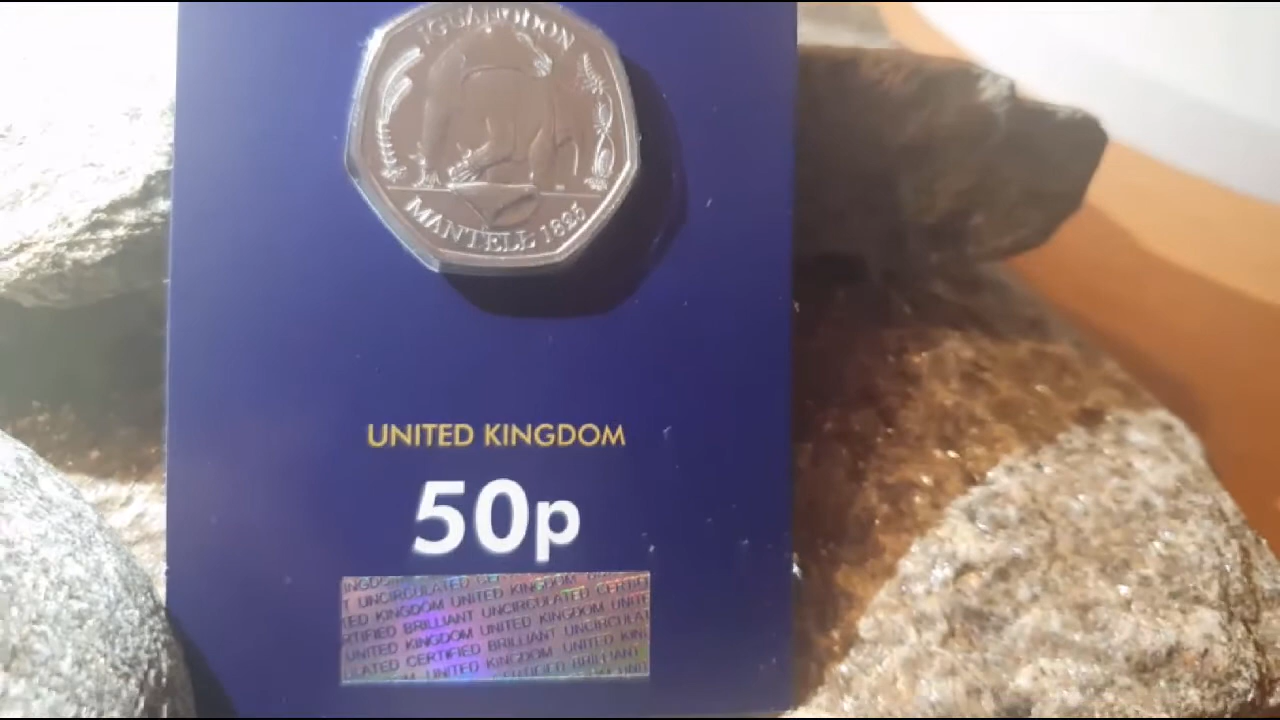 IGUANODON
MANTELL 1825
UNITED KINGDOM
50p
UNCIRCULATED
T UNCIRCULATED CERTIFIED
KINGDOM UNITED KINGDOM
BRILLIANT UNCIRCULATED
UNITED KINGDOM UNITED KINGDOM
CERTIFIED BRILLIANT UNCIRCULAT
UNITED KINGDOM
CERTIFIED BRILLIANT